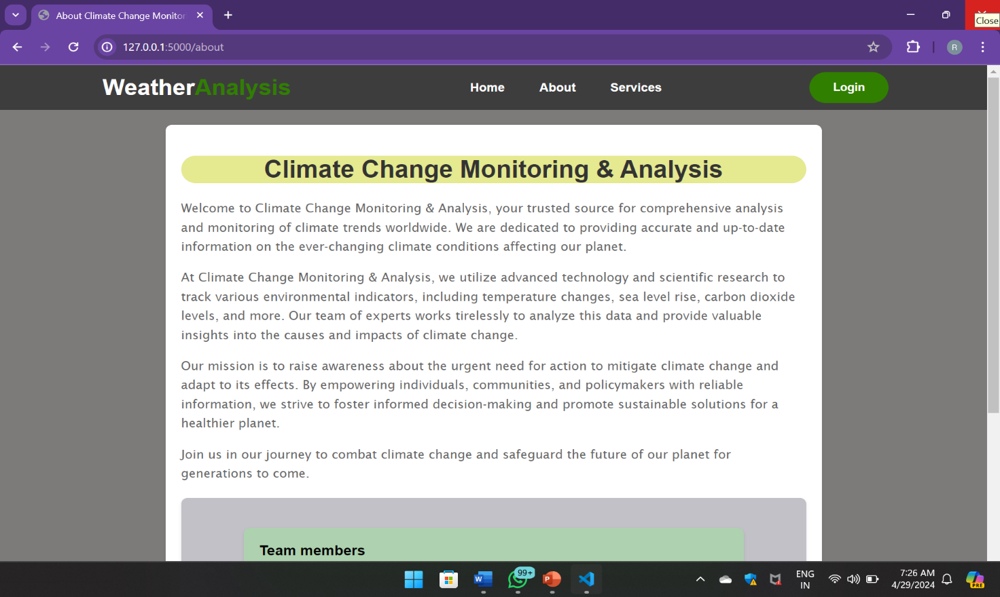 About Climate Change Monitor
Close
127.0.0.1:5000/about
R
WeatherAnalysis
Home
About
Services
Login
Climate Change Monitoring & Analysis
Welcome to Climate Change Monitoring & Analysis, your trusted source for comprehensive analysis
and monitoring of climate trends worldwide. We are dedicated to providing accurate and up-to-date
information on the ever-changing climate conditions affecting our planet.
At Climate Change Monitoring & Analysis, we utilize advanced technology and scientific research to
track various environmental indicators, including temperature changes, sea level rise, carbon dioxide
levels, and more. Our team of experts works tirelessly to analyze this data and provide valuable
insights into the causes and impacts of climate change.
Our mission is to raise awareness about the urgent need for action to mitigate climate change and
adapt to its effects. By empowering individuals, communities, and policymakers with reliable
information, we strive to foster informed decision-making and promote sustainable solutions for a
healthier planet.
Join us in our journey to combat climate change and safeguard the future of our planet for
generations to come.
Team members
W
99+
P
ENG
IN
7:26 AM
4/29/2024
PRE